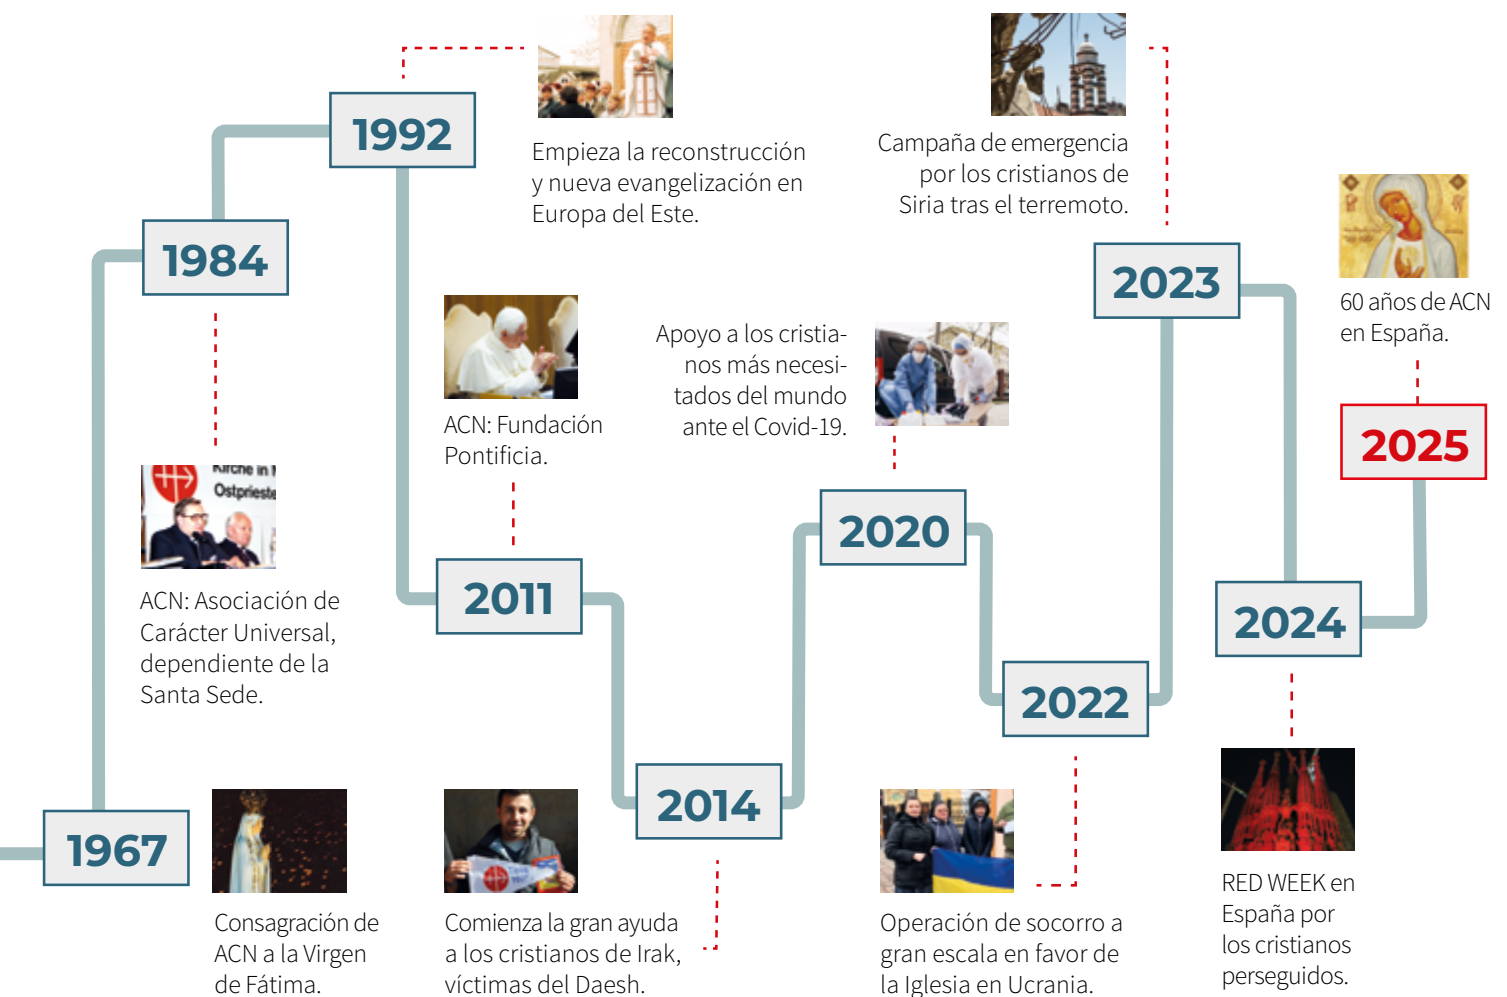 1967
Consagración de
ACN a la Virgen
de Fátima.
1984
Kirche in
Ostprieste
ACN: Asociación de
Carácter Universal,
dependiente de la
Santa Sede.
1992
Empieza la reconstrucción
y nueva evangelización en
Europa del Este.
ACN: Fundación
Pontificia.
2011
2014
Comienza la gran ayuda
a los cristianos de Irak,
víctimas del Daesh.
Apoyo a los cristia-
nos más necesi-
tados del mundo
ante el Covid-19.
2020
2022
Operación de socorro a
gran escala en favor de
la Iglesia en Ucrania.
Campaña de emergencia
por los cristianos de
Siria tras el terremoto.
2023
2024
RED WEEK en
España por
los cristianos
perseguidos.
60 años de ACN
en España.
2025